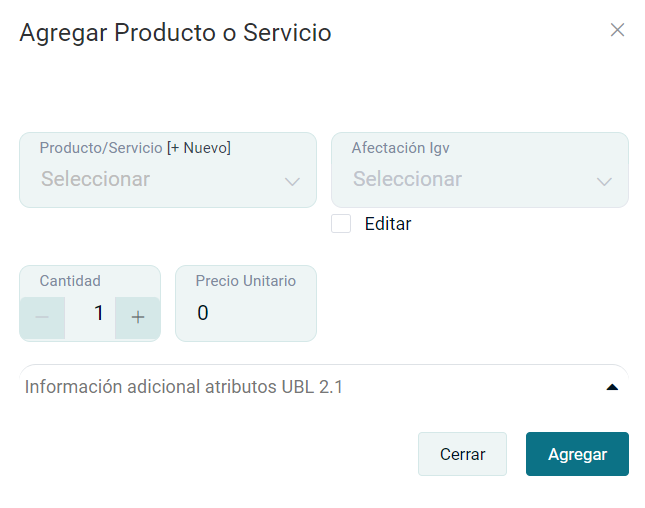 Agregar Producto o Servicio
Producto/Servicio [+ Nuevo]
Seleccionar
Afectación Igv
Seleccionar
Editar
Cantidad
1
Precio Unitario
0
Información adicional atributos UBL 2.1
Cerrar
Agregar